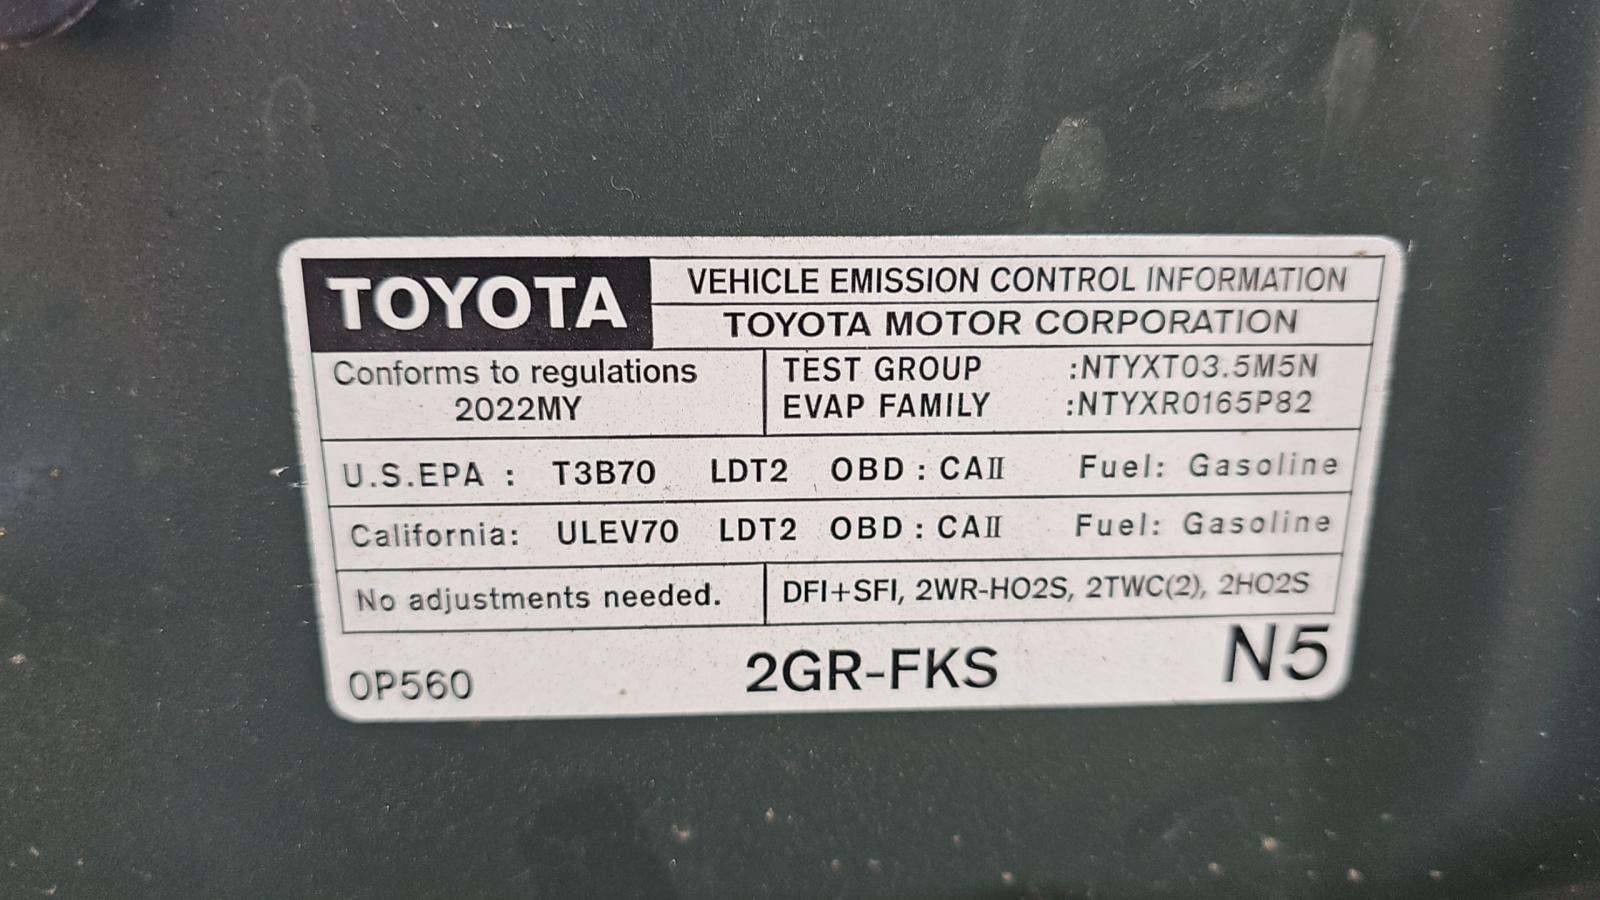 TOYOTA
VEHICLE EMISSION CONTROL INFORMATION
TOYOTA MOTOR CORPORATION
Conforms to regulations
2022MY
TEST GROUP :NTYXT03.5M5N
EVAP FAMILY :NTYXR0165P82
U.S.EPA : T3B70 LDT2 OBD : CAII Fuel: Gasoline
California: ULEV70 LDT2 OBD : CAII Fuel: Gasoline
No adjustments needed.
DFI+SFI, 2WR-HO2S, 2TWC(2), 2HO2S
0P560
2GR-FKS
N5